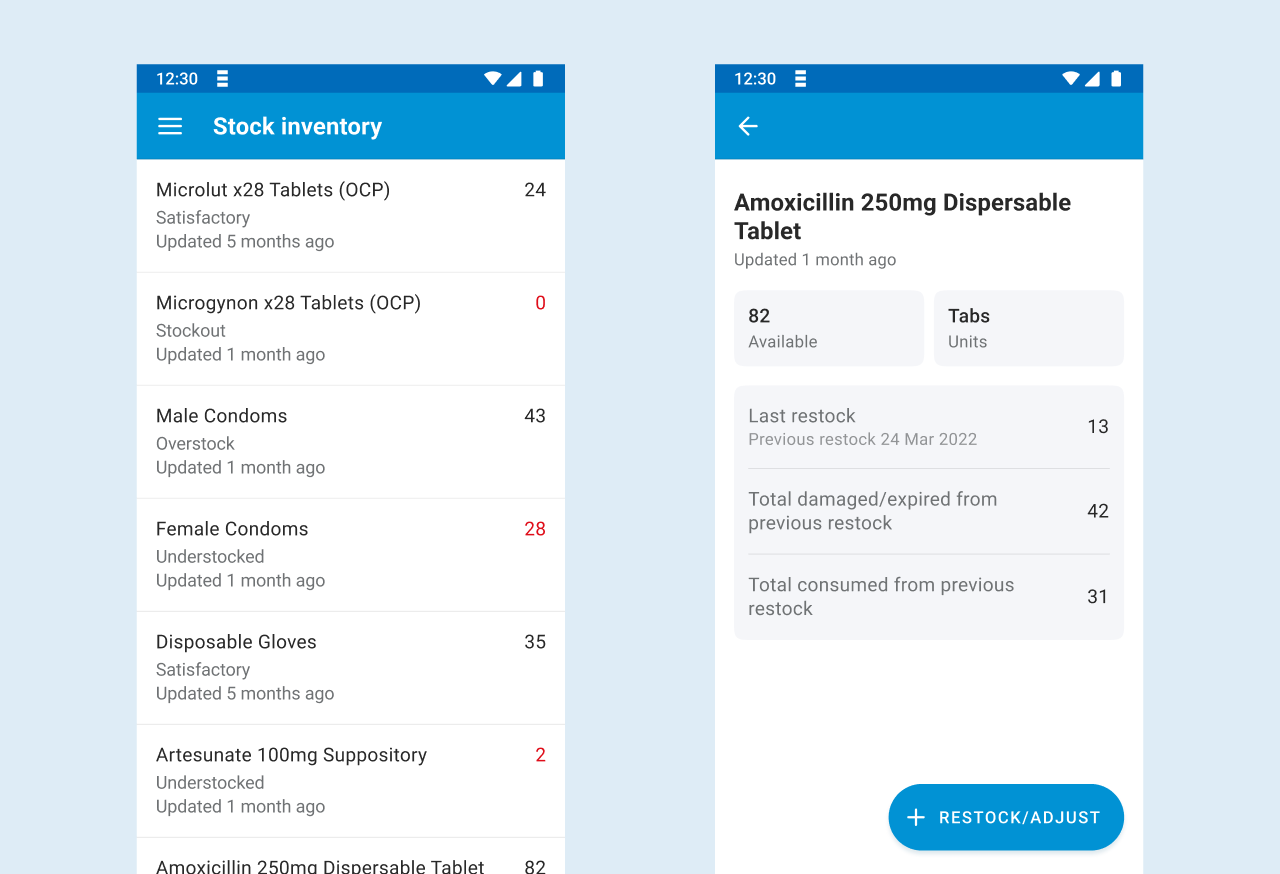 12:30
Stock inventory
Microlut x28 Tablets (OCP) 24
Satisfactory
Updated 5 months ago
Microgynon x28 Tablets (OCP) 0
Stockout
Updated 1 month ago
Male Condoms 43
Overstock
Updated 1 month ago
Female Condoms 28
Understocked
Updated 1 month ago
Disposable Gloves 35
Satisfactory
Updated 5 months ago
Artesunate 100mg Suppository 2
Understocked
Updated 1 month ago
Amoxicillin 250mg Dispersable Tablet 82
12:30
Amoxicillin 250mg Dispersable
Tablet
Updated 1 month ago
82
Available
Tabs
Units
Last restock
Previous restock 24 Mar 2022
13
Total damaged/expired from
previous restock
42
Total consumed from previous
restock
31
RESTOCK/ADJUST